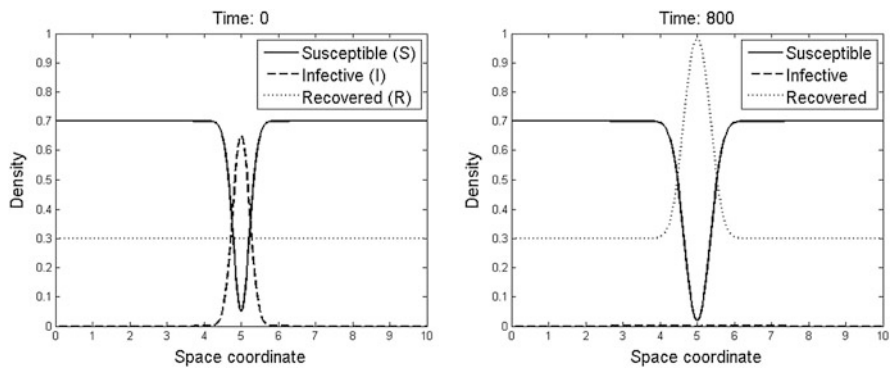 Time: 0
Susceptible (S)
Infective (I)
Recovered (R)
Density
1
0.9
0.8
0.7
0.6
0.5
0.4
0.3
0.2
0.1
0
0 1 2 3 4 5 6 7 8 9 10
Space coordinate
Time: 800
Susceptible
Infective
Recovered
Density
1
0.9
0.8
0.7
0.6
0.5
0.4
0.3
0.2
0.1
0
0 1 2 3 4 5 6 7 8 9 10
Space coordinate